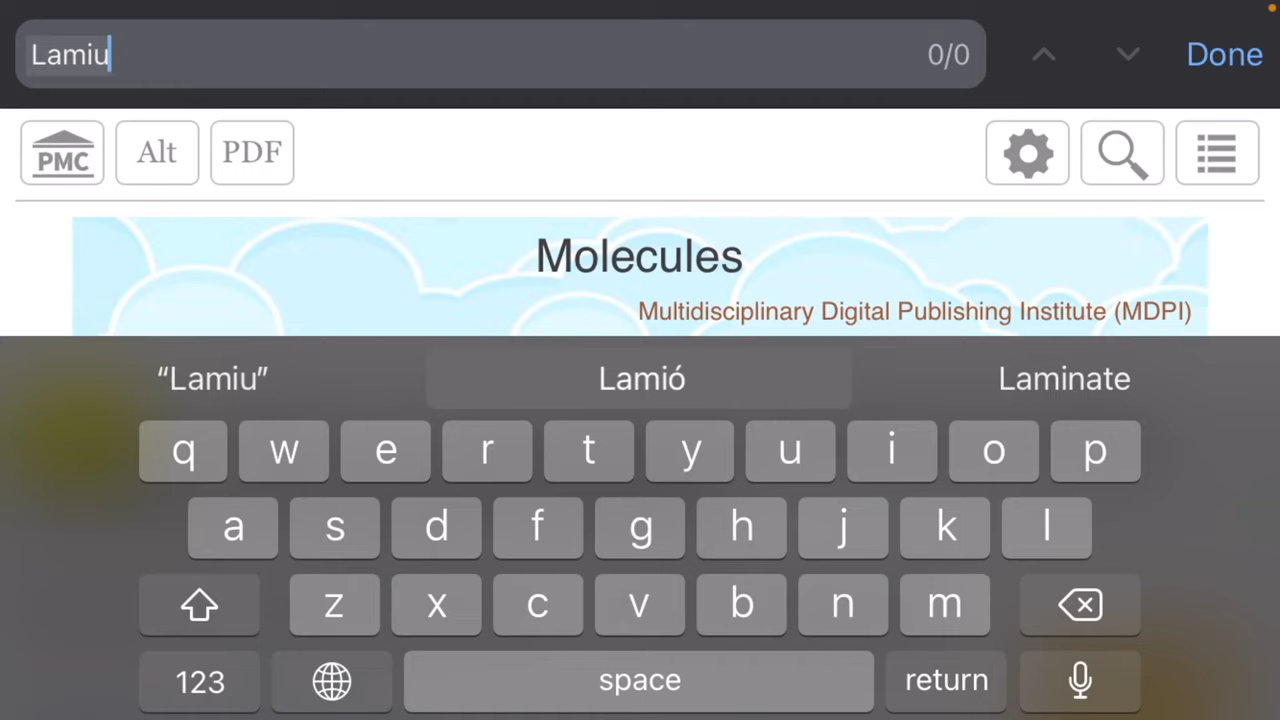 Lamiu 0/0 Done
PMC Alt PDF
Molecules
Multidisciplinary Digital Publishing Institute (MDPI)
“Lamiu” Lamió Laminate
q w e r t y u i o p
a s d f g h j k l
z x c v b n m
123 space return